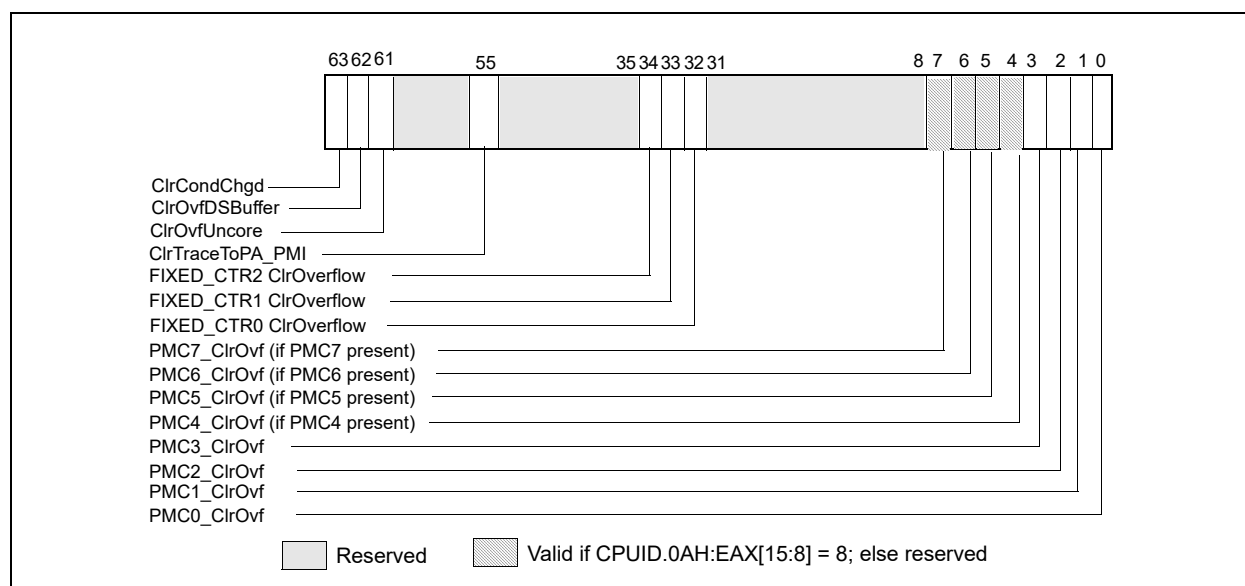 63 62 61 55 35 34 33 32 31 8 7 6 5 4 3 2 1 0
ClrCondChgd
ClrOvfDSBuffer
ClrOvfUncore
ClrTraceToPA_PMI
FIXED_CTR2 ClrOverflow
FIXED_CTR1 ClrOverflow
FIXED_CTR0 ClrOverflow
PMC7_ClrOvf (if PMC7 present)
PMC6_ClrOvf (if PMC6 present)
PMC5_ClrOvf (if PMC5 present)
PMC4_ClrOvf (if PMC4 present)
PMC3_ClrOvf
PMC2_ClrOvf
PMC1_ClrOvf
PMC0_ClrOvf
Reserved Valid if CPUID.0AH:EAX[15:8] = 8; else reserved